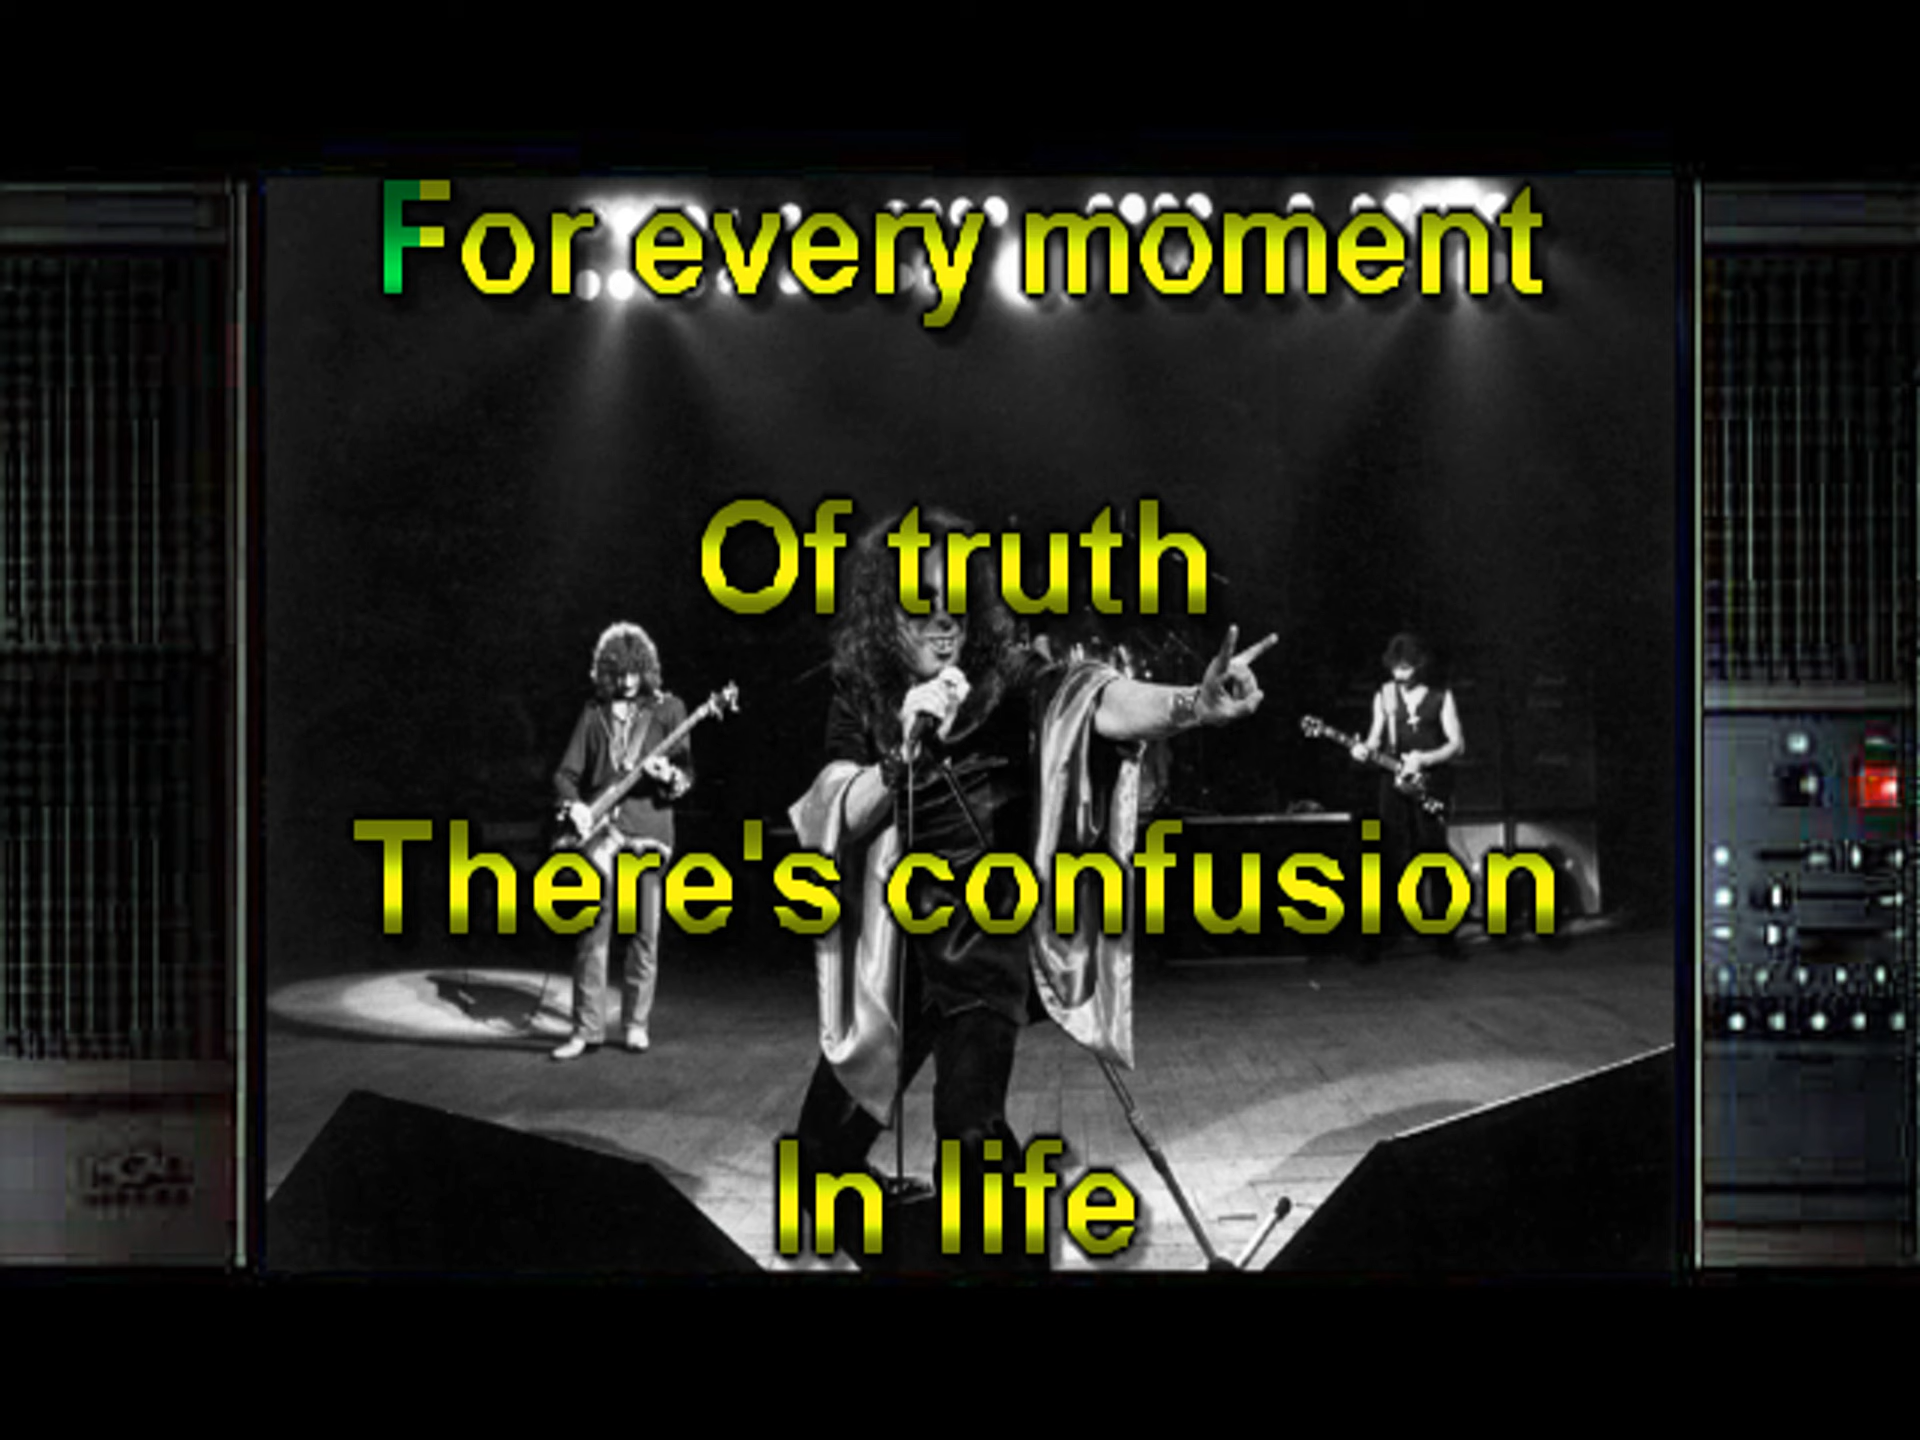 For every moment
Of truth
There's confusion
In life